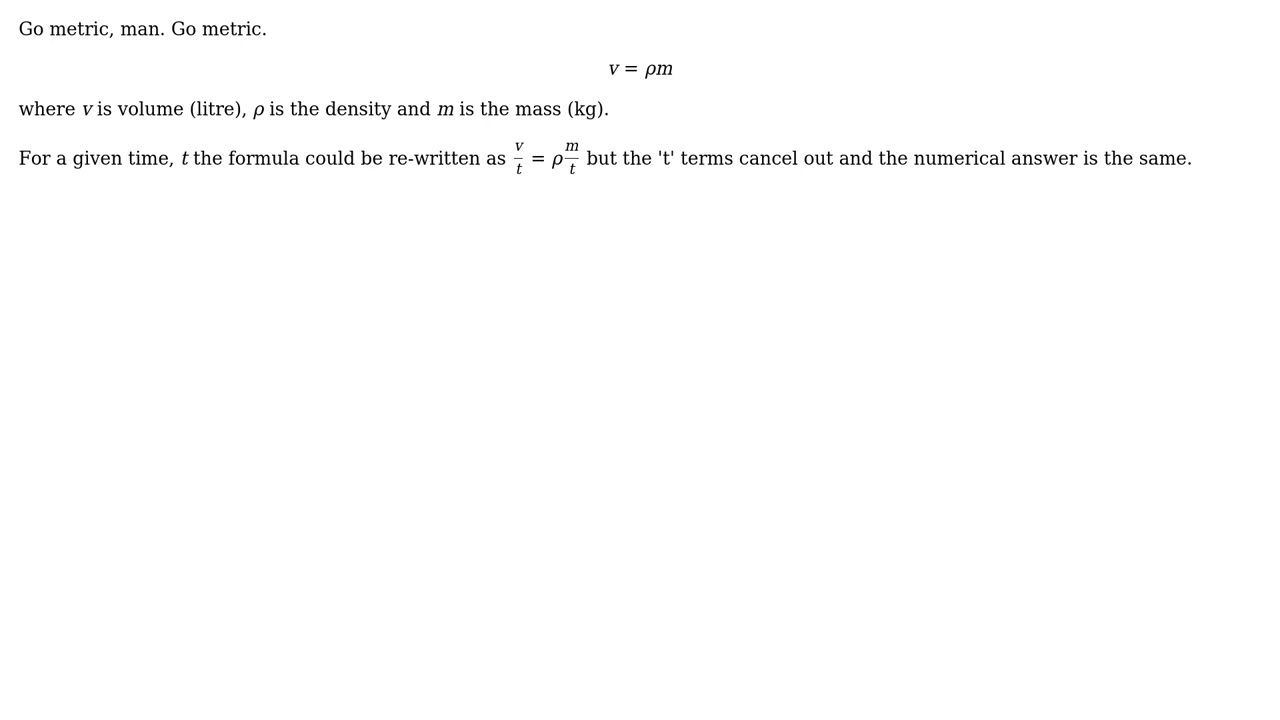 Go metric, man. Go metric.
v = ρm
where v is volume (litre), ρ is the density and m is the mass (kg).
For a given time, t the formula could be re-written as v/t = ρ m/t but the 't' terms cancel out and the numerical answer is the same.